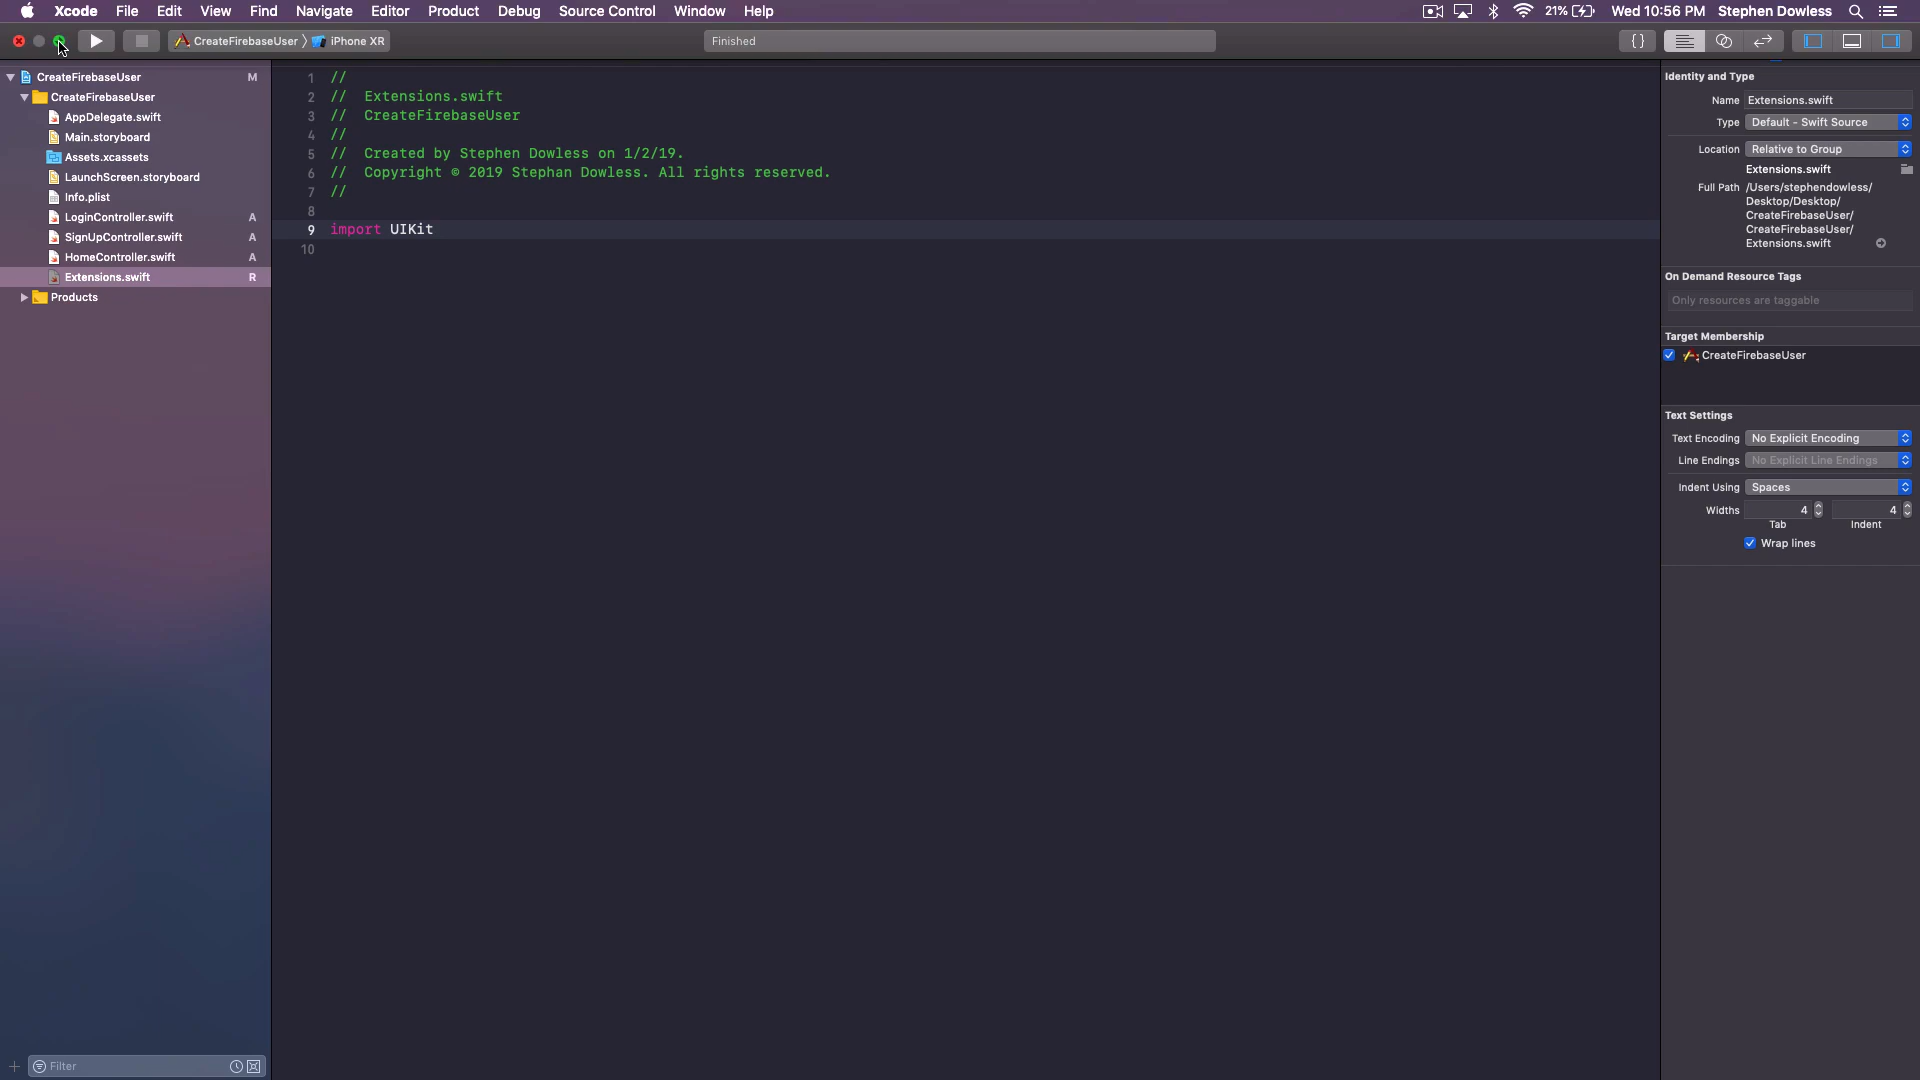 Xcode File Edit View Find Navigate Editor Product Debug Source Control Window Help 21% Wed 10:56 PM Stephen Dowless
CreateFirebaseUser iPhone XR Finished { }
CreateFirebaseUser M
CreateFirebaseUser
AppDelegate.swift
Main.storyboard
Assets.xcassets
LaunchScreen.storyboard
Info.plist
LoginController.swift A
SignUpController.swift A
HomeController.swift A
Extensions.swift R
Products
Filter
1 //
2 // Extensions.swift
3 // CreateFirebaseUser
4 //
5 // Created by Stephen Dowless on 1/2/19.
6 // Copyright © 2019 Stephan Dowless. All rights reserved.
7 //
8
9 import UIKit
10
Identity and Type
Name Extensions.swift
Type Default - Swift Source
Location Relative to Group
Extensions.swift
Full Path /Users/stephendowless/
Desktop/Desktop/
CreateFirebaseUser/
CreateFirebaseUser/
Extensions.swift
On Demand Resource Tags
Only resources are taggable
Target Membership
CreateFirebaseUser
Text Settings
Text Encoding No Explicit Encoding
Line Endings No Explicit Line Endings
Indent Using Spaces
Widths 4 4
Tab Indent
Wrap lines